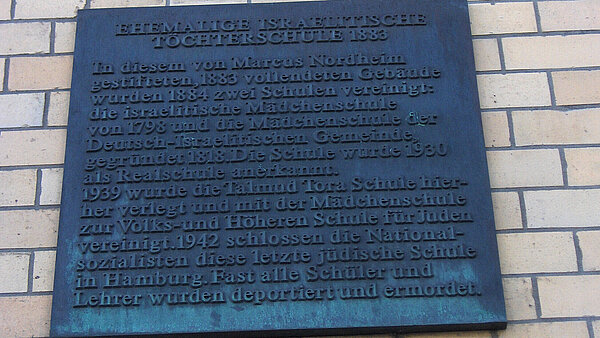 EHEMALIGE ISRAELITISCHE
TÖCHTERSCHULE 1883
In diesem von Marcus Nordheim
gestifteten, 1883 vollendeten Gebäude
wurden 1884 zwei Schulen vereinigt:
die israelitische Mädchenschule
von 1798 und die Mädchenschule der
Deutsch-Israelitischen Gemeinde,
gegründet 1818. Die Schule wurde 1930
als Realschule anerkannt.
1939 wurde die Talmud Tora Schule hier-
her verlegt und mit der Mädchenschule
zur Volks- und Höheren Schule für Juden
vereinigt. 1942 schlossen die National-
sozialisten diese letzte jüdische Schule
in Hamburg. Fast alle Schüler und
Lehrer wurden deportiert und ermordet.